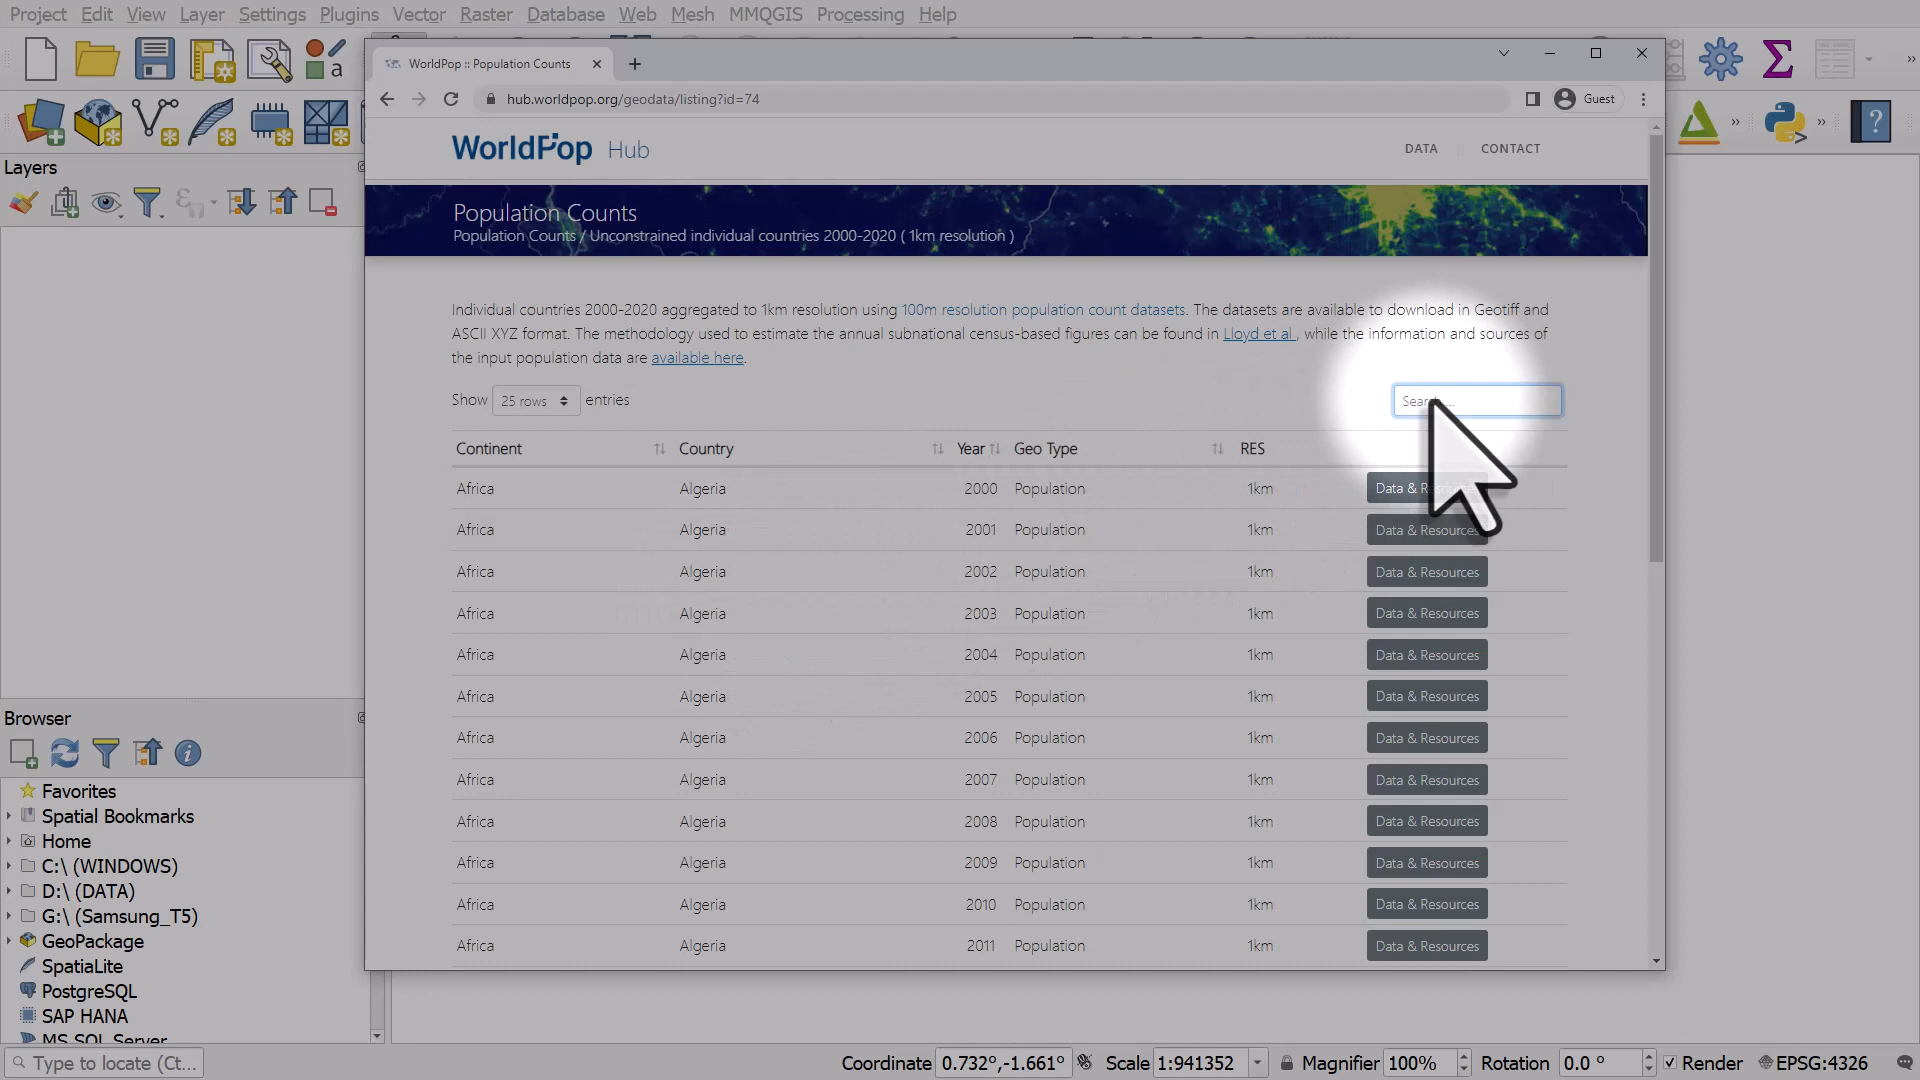 Project Edit View Layer Settings Plugins Vector Raster Database Web Mesh MMQGIS Processing Help
WorldPop :: Population Counts
hub.worldpop.org/geodata/listing?id=74
Guest
WorldPop Hub
DATA
CONTACT
Population Counts
Population Counts / Unconstrained individual countries 2000-2020 ( 1km resolution )
Individual countries 2000-2020 aggregated to 1km resolution using 100m resolution population count datasets. The datasets are available to download in Geotiff and
ASCII XYZ format. The methodology used to estimate the annual subnational census-based figures can be found in Lloyd et al , while the information and sources of
the input population data are available here.
Show 25 rows entries
Continent Country Year Geo Type RES
Africa Algeria 2000 Population 1km Data &
Africa Algeria 2001 Population 1km Data & Resources
Africa Algeria 2002 Population 1km Data & Resources
Africa Algeria 2003 Population 1km Data & Resources
Africa Algeria 2004 Population 1km Data & Resources
Africa Algeria 2005 Population 1km Data & Resources
Africa Algeria 2006 Population 1km Data & Resources
Africa Algeria 2007 Population 1km Data & Resources
Africa Algeria 2008 Population 1km Data & Resources
Africa Algeria 2009 Population 1km Data & Resources
Africa Algeria 2010 Population 1km Data & Resources
Africa Algeria 2011 Population 1km Data & Resources
Layers
Browser
Favorites
Spatial Bookmarks
Home
C:\ (WINDOWS)
D:\ (DATA)
G:\ (Samsung_T5)
GeoPackage
SpatiaLite
PostgreSQL
SAP HANA
MS SQL Server
Type to locate (Ct...
Coordinate 0.732°,-1.661° Scale 1:941352 Magnifier 100% Rotation 0.0 ° Render EPSG:4326